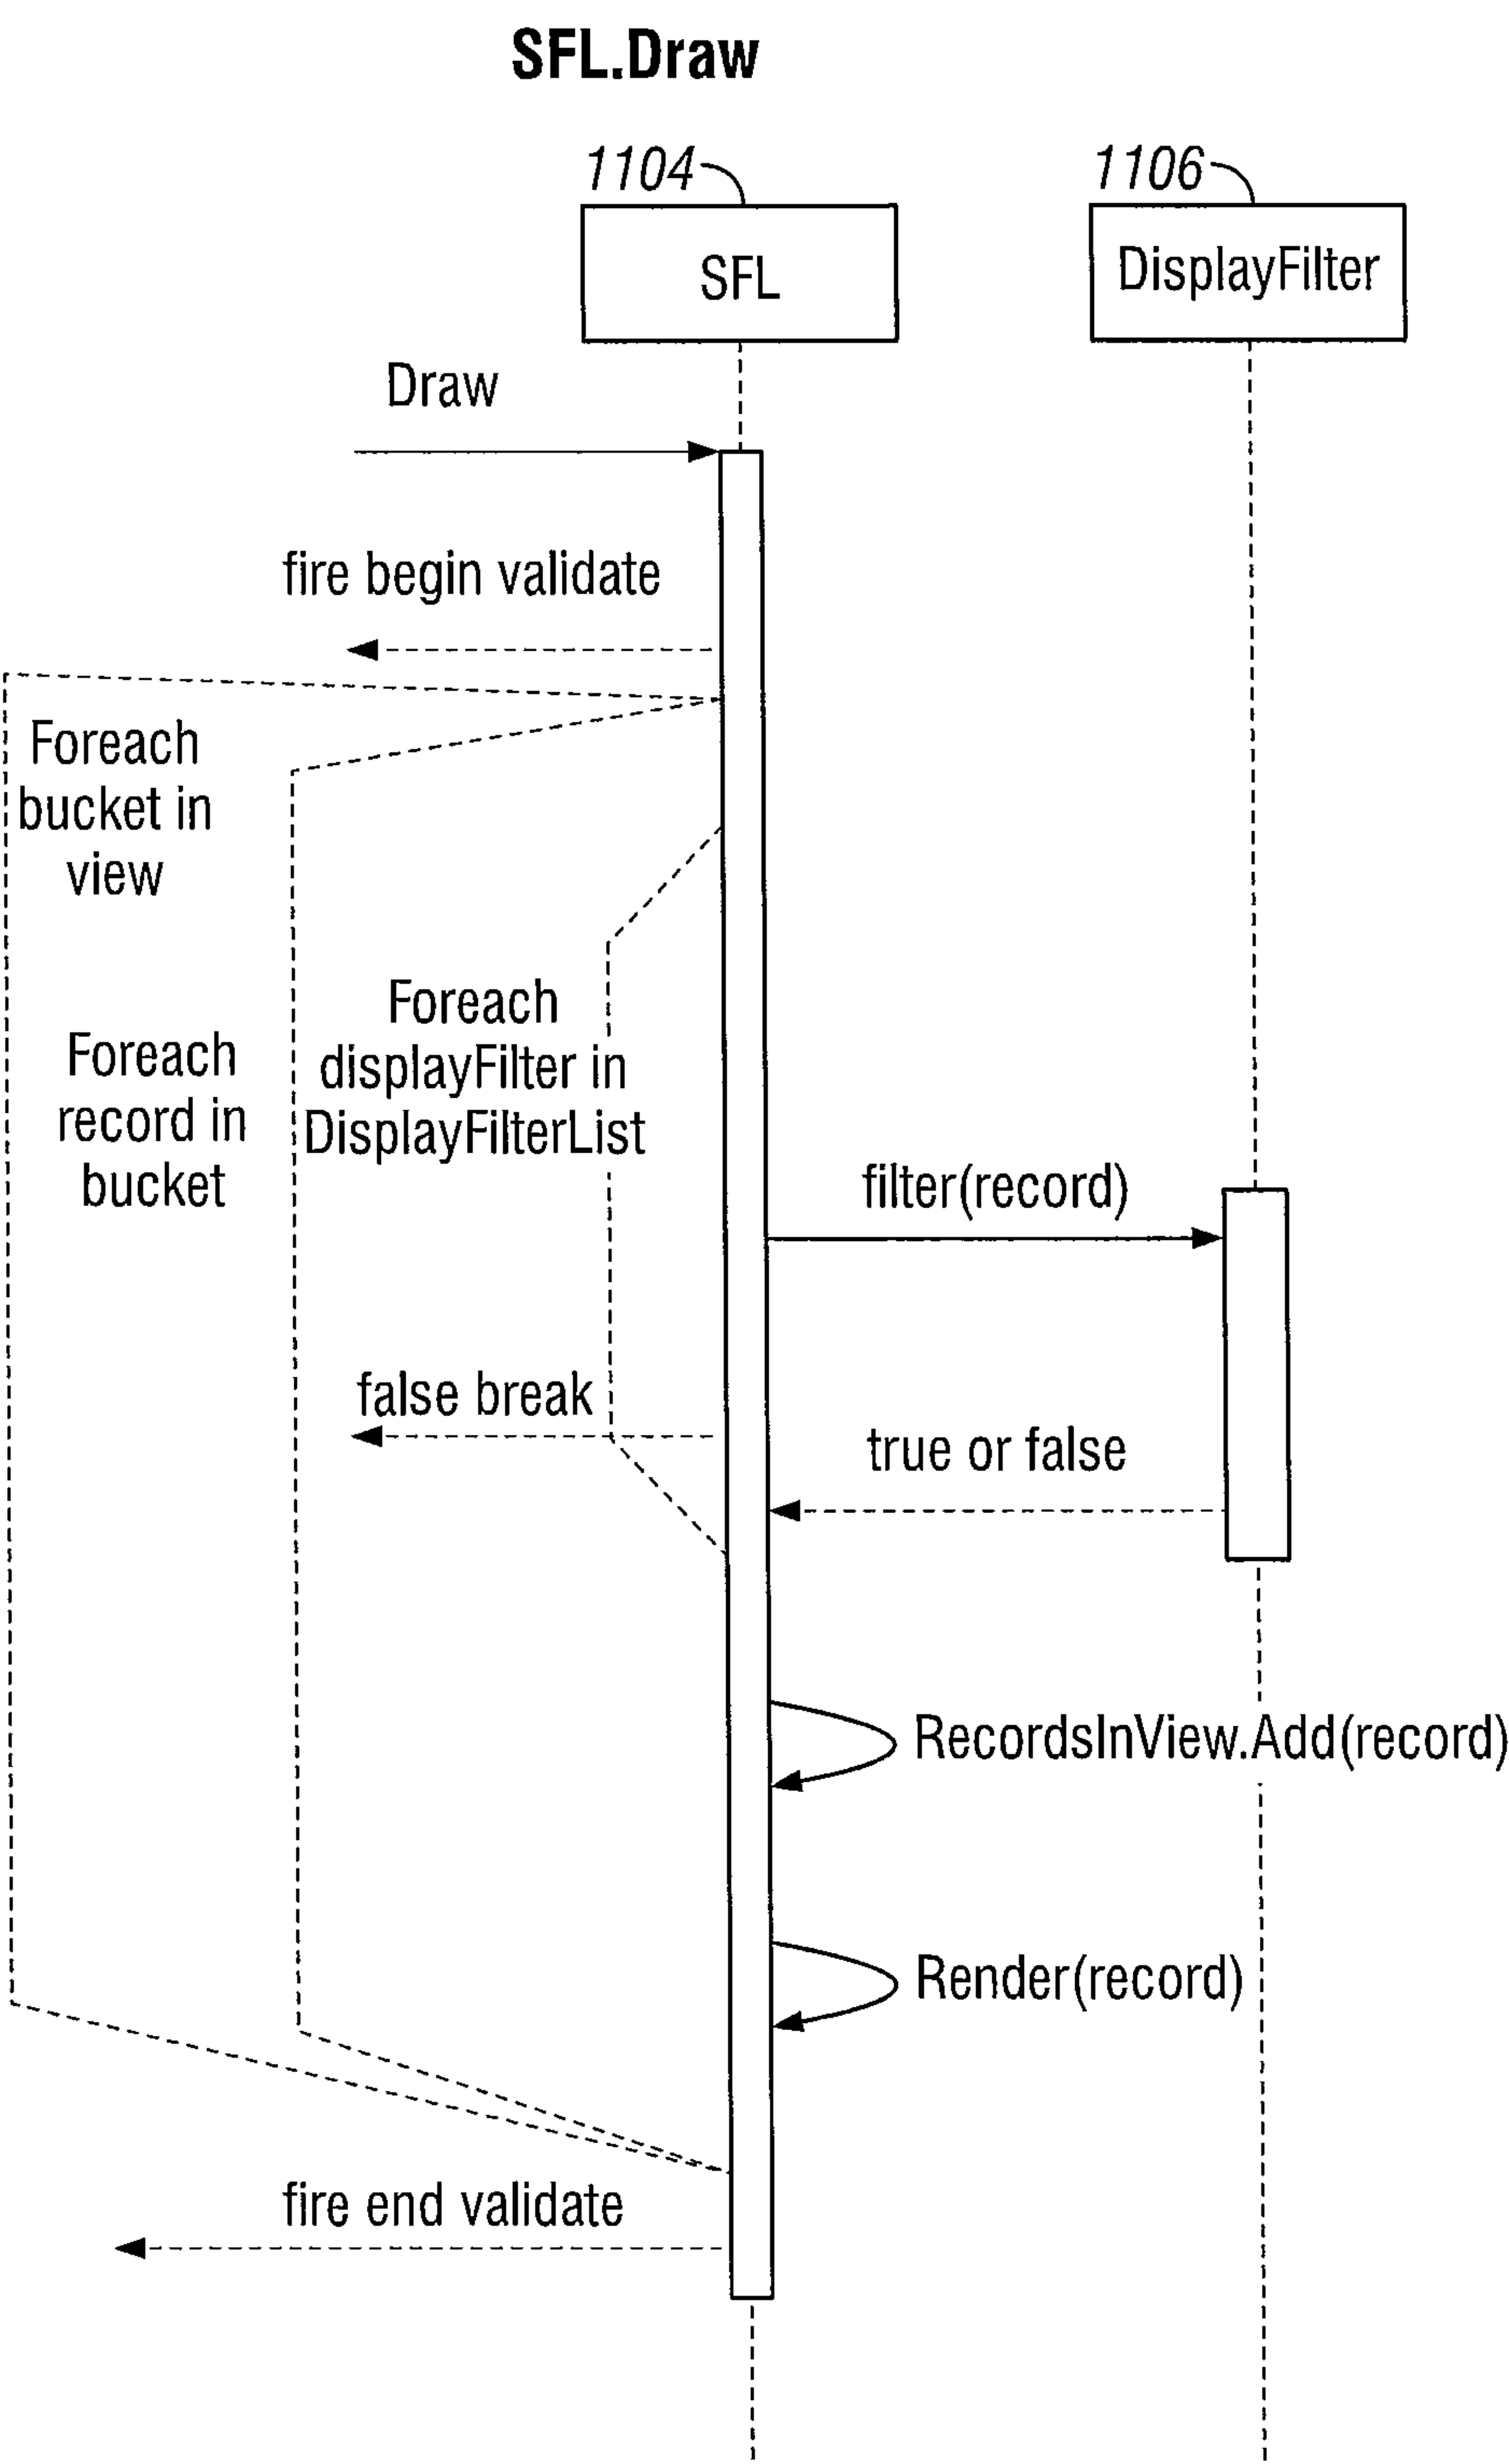 SFL.Draw
1104
1106
SFL
DisplayFilter
Draw
fire begin validate
Foreach
bucket in
view
Foreach
displayFilter in
DisplayFilterList
Foreach
record in
bucket
filter(record)
false break
true or false
RecordsInView.Add(record)
Render(record)
fire end validate